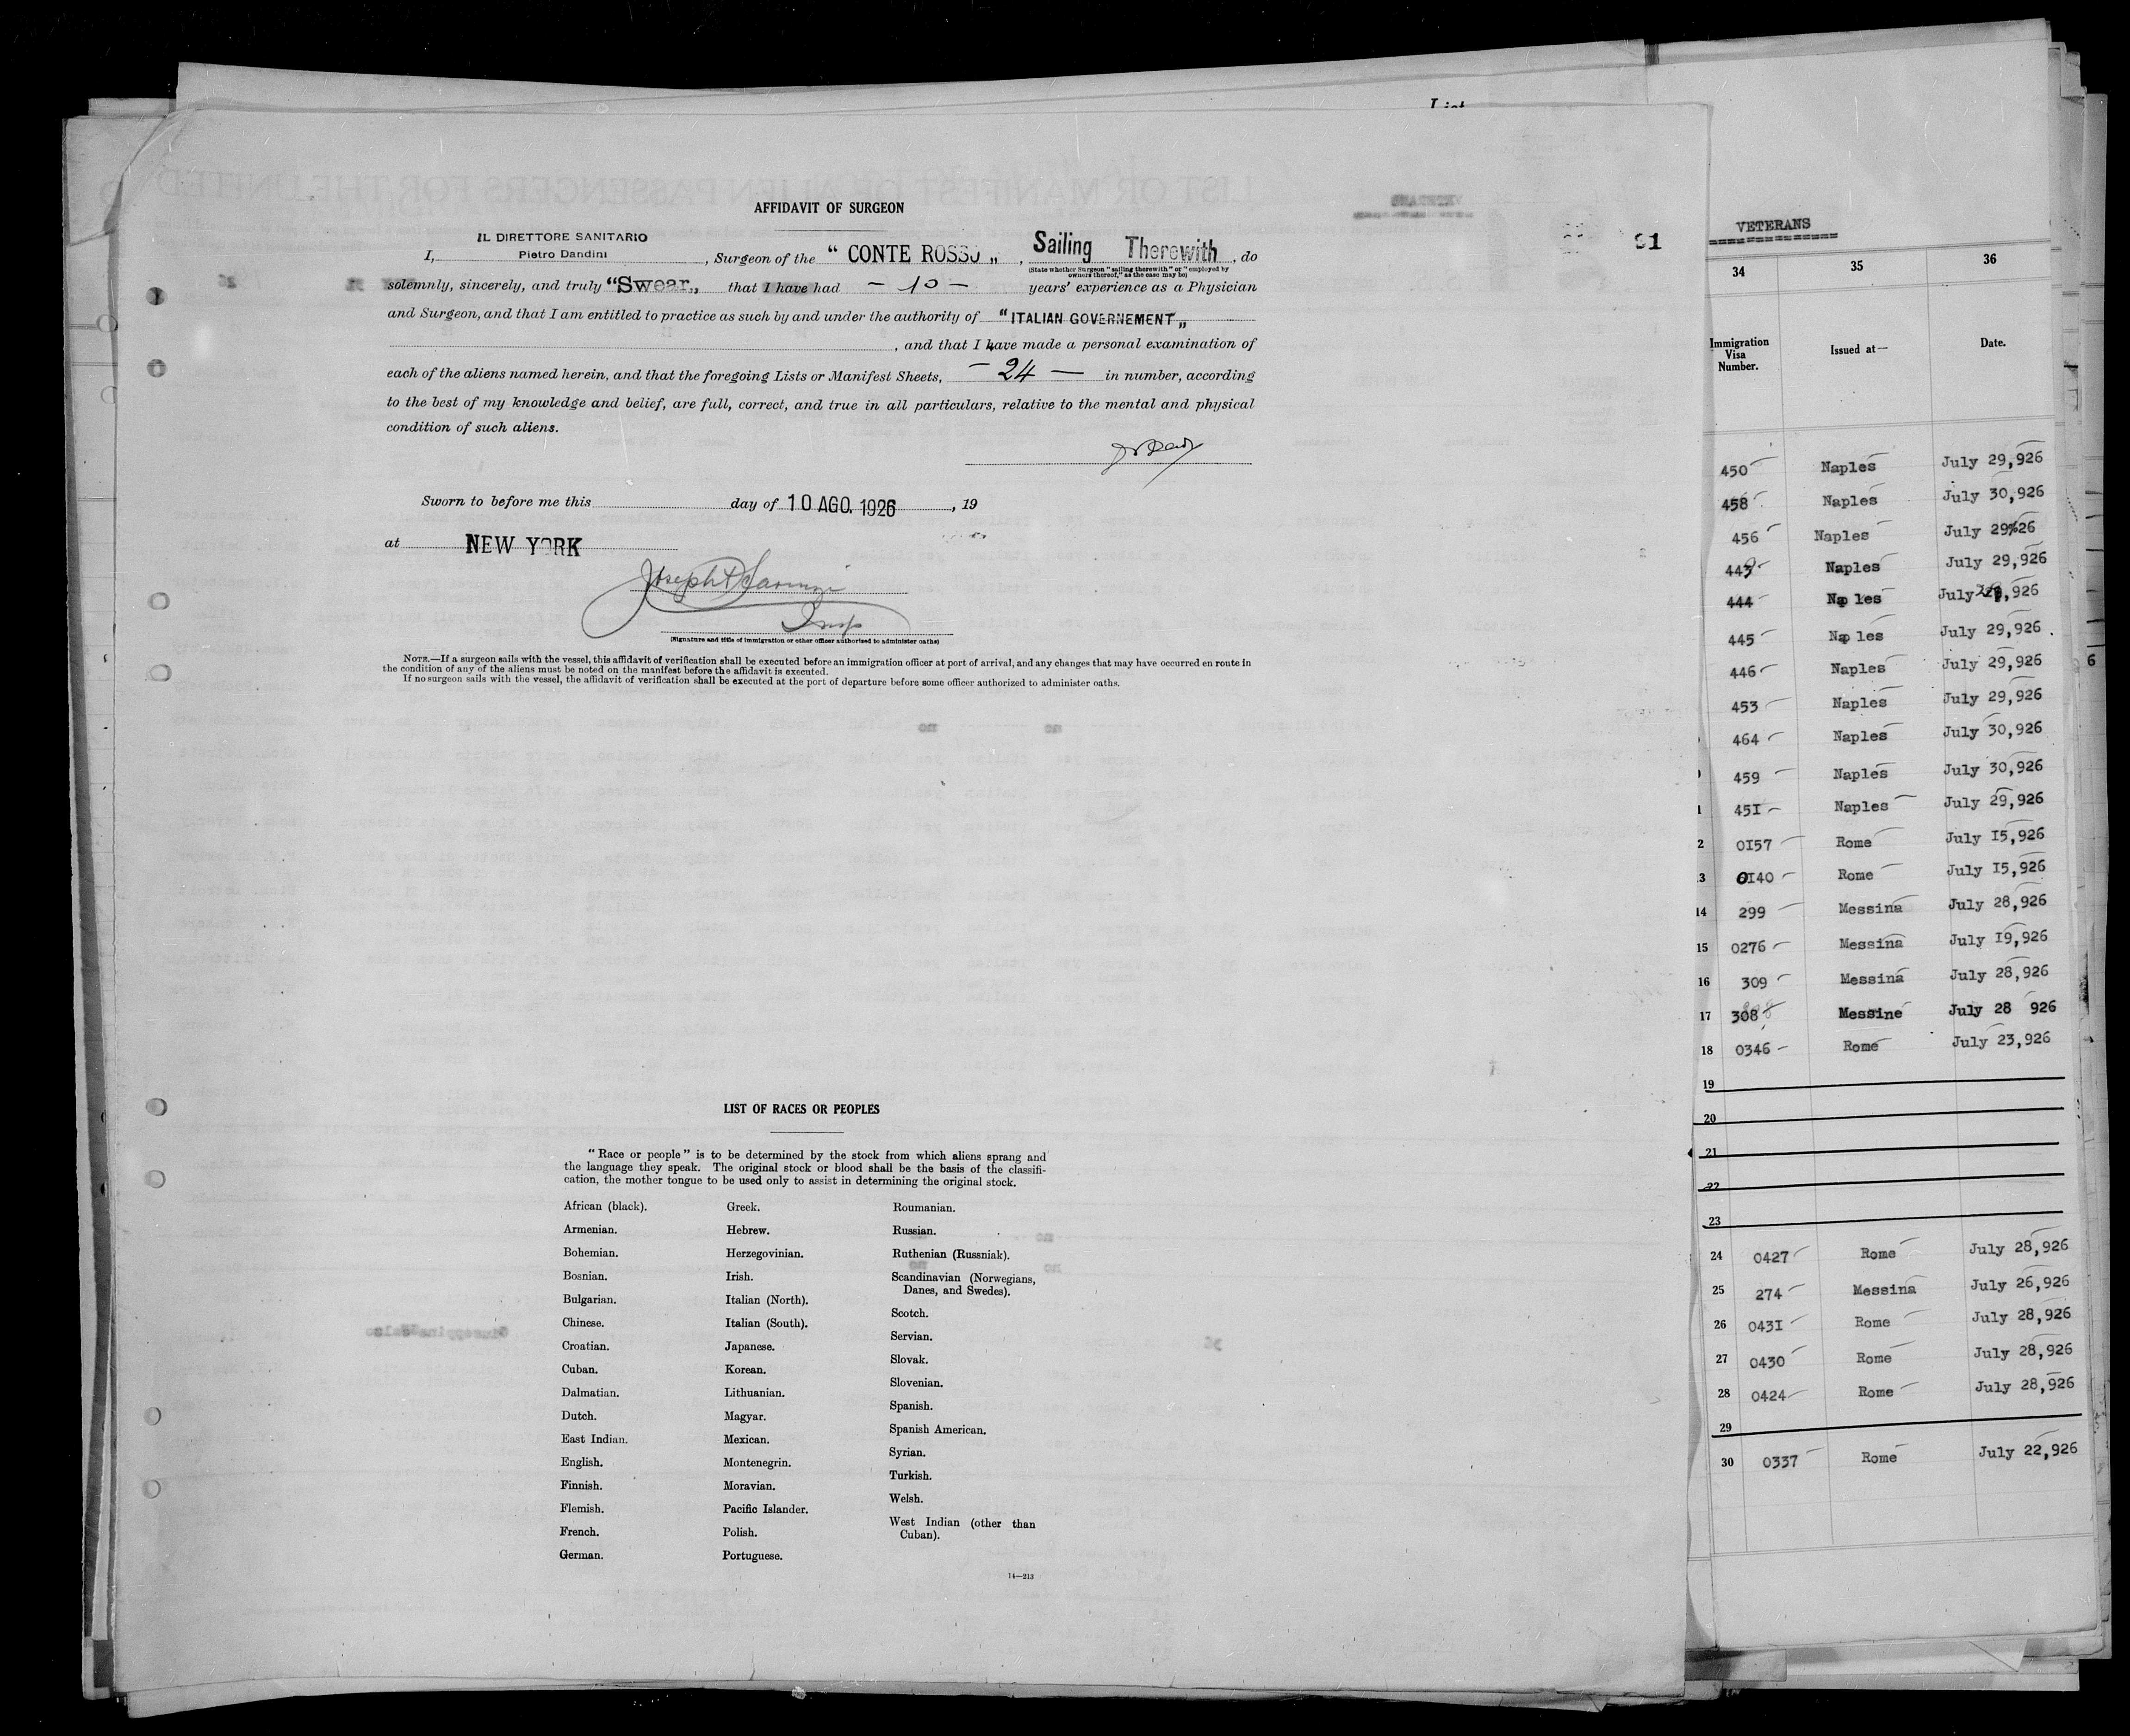 AFFIDAVIT OF SURGEON
IL DIRETTORE SANITARIO
I, Pietro Dandini, Surgeon of the “ CONTE ROSSO „ , Sailing Therewith, do
(State whether Surgeon “sailing therewith” or “employed by owners thereof,” as the case may be)
solemnly, sincerely, and truly “Swear„ that I have had — 10 — years' experience as a Physician
and Surgeon, and that I am entitled to practice as such by and under the authority of “ ITALIAN GOVERNEMENT „
, and that I have made a personal examination of
each of the aliens named herein, and that the foregoing Lists or Manifest Sheets, — 24 — in number, according
to the best of my knowledge and belief, are full, correct, and true in all particulars, relative to the mental and physical
condition of such aliens.
Sworn to before me this day of 10 AGO. 1926, 19
at NEW YORK
Insp
(Signature and title of immigration or other officer authorized to administer oaths)
NOTE.—If a surgeon sails with the vessel, this affidavit of verification shall be executed before an immigration officer at port of arrival, and any changes that may have occurred en route in
the condition of any of the aliens must be noted on the manifest before the affidavit is executed.
If no surgeon sails with the vessel, the affidavit of verification shall be executed at the port of departure before some officer authorized to administer oaths.
LIST OF RACES OR PEOPLES
“ Race or people ” is to be determined by the stock from which aliens sprang and
the language they speak. The original stock or blood shall be the basis of the classifi-
cation, the mother tongue to be used only to assist in determining the original stock.
African (black).
Armenian.
Bohemian.
Bosnian.
Bulgarian.
Chinese.
Croatian.
Cuban.
Dalmatian.
Dutch.
East Indian.
English.
Finnish.
Flemish.
French.
German.
Greek.
Hebrew.
Herzegovinian.
Irish.
Italian (North).
Italian (South).
Japanese.
Korean.
Lithuanian.
Magyar.
Mexican.
Montenegrin.
Moravian.
Pacific Islander.
Polish.
Portuguese.
Roumanian.
Russian.
Ruthenian (Russniak).
Scandinavian (Norwegians,
Danes, and Swedes).
Scotch.
Servian.
Slovak.
Slovenian.
Spanish.
Spanish American.
Syrian.
Turkish.
Welsh.
West Indian (other than
Cuban).
14—213
VETERANS
34 35 36
Immigration Visa Number. Issued at— Date.
450 Naples July 29,926
458 Naples July 30,926
456 Naples July 29%26
Naples July 29,926
444 Nap les July ,926
445 Nap les July 29,926
446 Naples July 29,926
453 Naples July 29,926
464 Naples July 30,926
459 Naples July 30,926
1 45I Naples July 29,926
2 0I57 Rome July I5,926
3 0I40 Rome July I5,926
14 299 Messina July 28,926
15 0276 Messina July I9,926
16 309 Messina July 28,926
17 308 Messine July 28 926
18 0346 Rome July 23,926
19
20
21
22
23
24 0427 Rome July 28,926
25 274 Messina July 26,926
26 043I Rome July 28,926
27 0430 Rome July 28,926
28 0424 Rome July 28,926
29
30 0337 Rome July 22,926
6